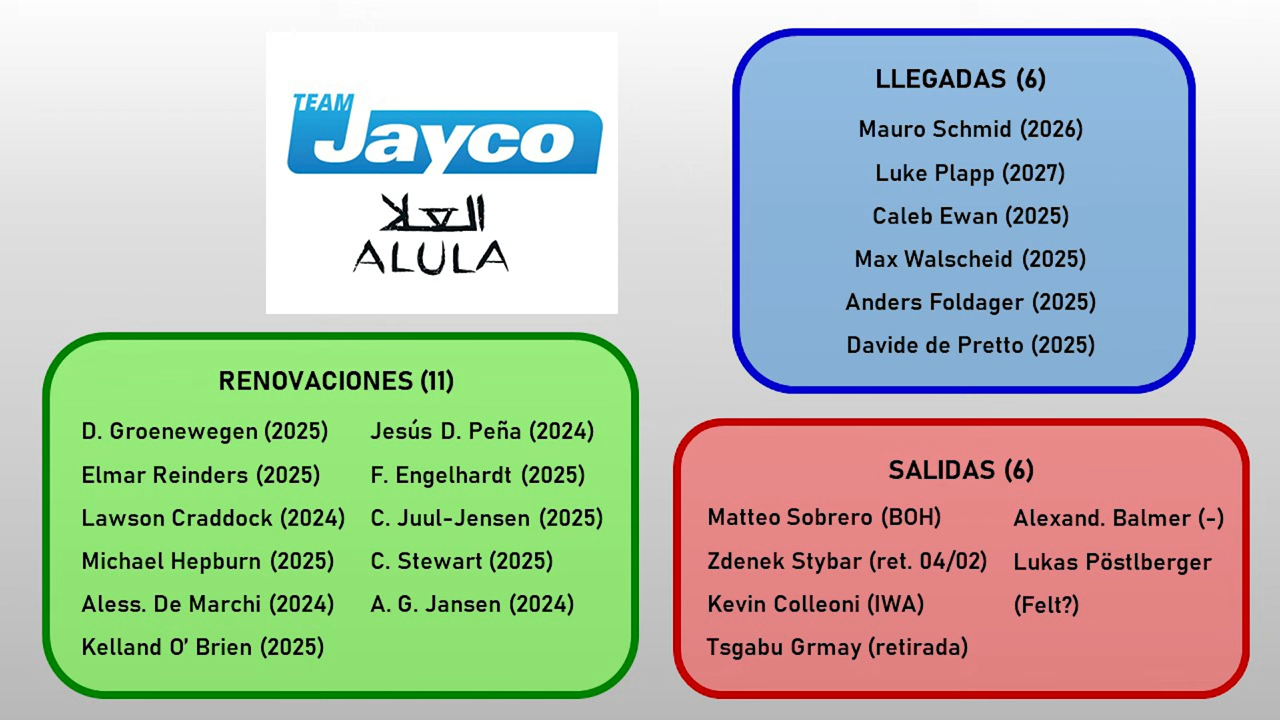 TEAM
Jayco
العلا
ALULA
LLEGADAS (6)
Mauro Schmid (2026)
Luke Plapp (2027)
Caleb Ewan (2025)
Max Walscheid (2025)
Anders Foldager (2025)
Davide de Pretto (2025)
RENOVACIONES (11)
D. Groenewegen (2025)
Elmar Reinders (2025)
Lawson Craddock (2024)
Michael Hepburn (2025)
Aless. De Marchi (2024)
Kelland O' Brien (2025)
Jesús D. Peña (2024)
F. Engelhardt (2025)
C. Juul-Jensen (2025)
C. Stewart (2025)
A. G. Jansen (2024)
SALIDAS (6)
Matteo Sobrero (BOH)
Zdenek Stybar (ret. 04/02)
Kevin Colleoni (IWA)
Tsgabu Grmay (retirada)
Alexand. Balmer (-)
Lukas Pöstlberger
(Felt?)